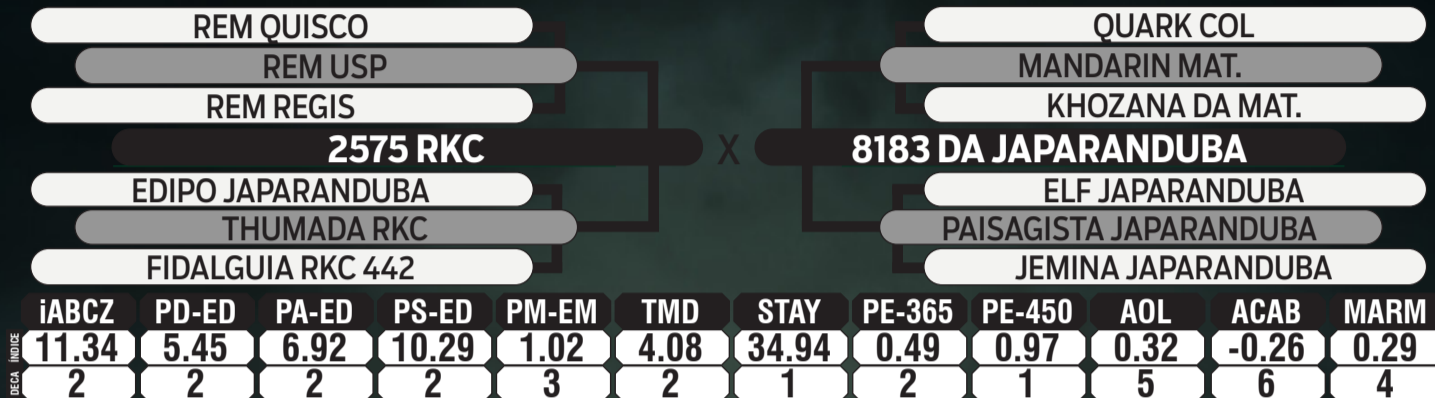 REM QUISCO
REM USP
REM REGIS
2575 RKC
EDIPO JAPARANDUBA
THUMADA RKC
FIDALGUIA RKC 442
X
QUARK COL
MANDARIN MAT.
KHOZANA DA MAT.
8183 DA JAPARANDUBA
ELF JAPARANDUBA
PAISAGISTA JAPARANDUBA
JEMINA JAPARANDUBA
iABCZ PD-ED PA-ED PS-ED PM-EM TMD STAY PE-365 PE-450 AOL ACAB MARM
ÍNDICE 11.34 5.45 6.92 10.29 1.02 4.08 34.94 0.49 0.97 0.32 -0.26 0.29
DECA 2 2 2 2 3 2 1 2 1 5 6 4